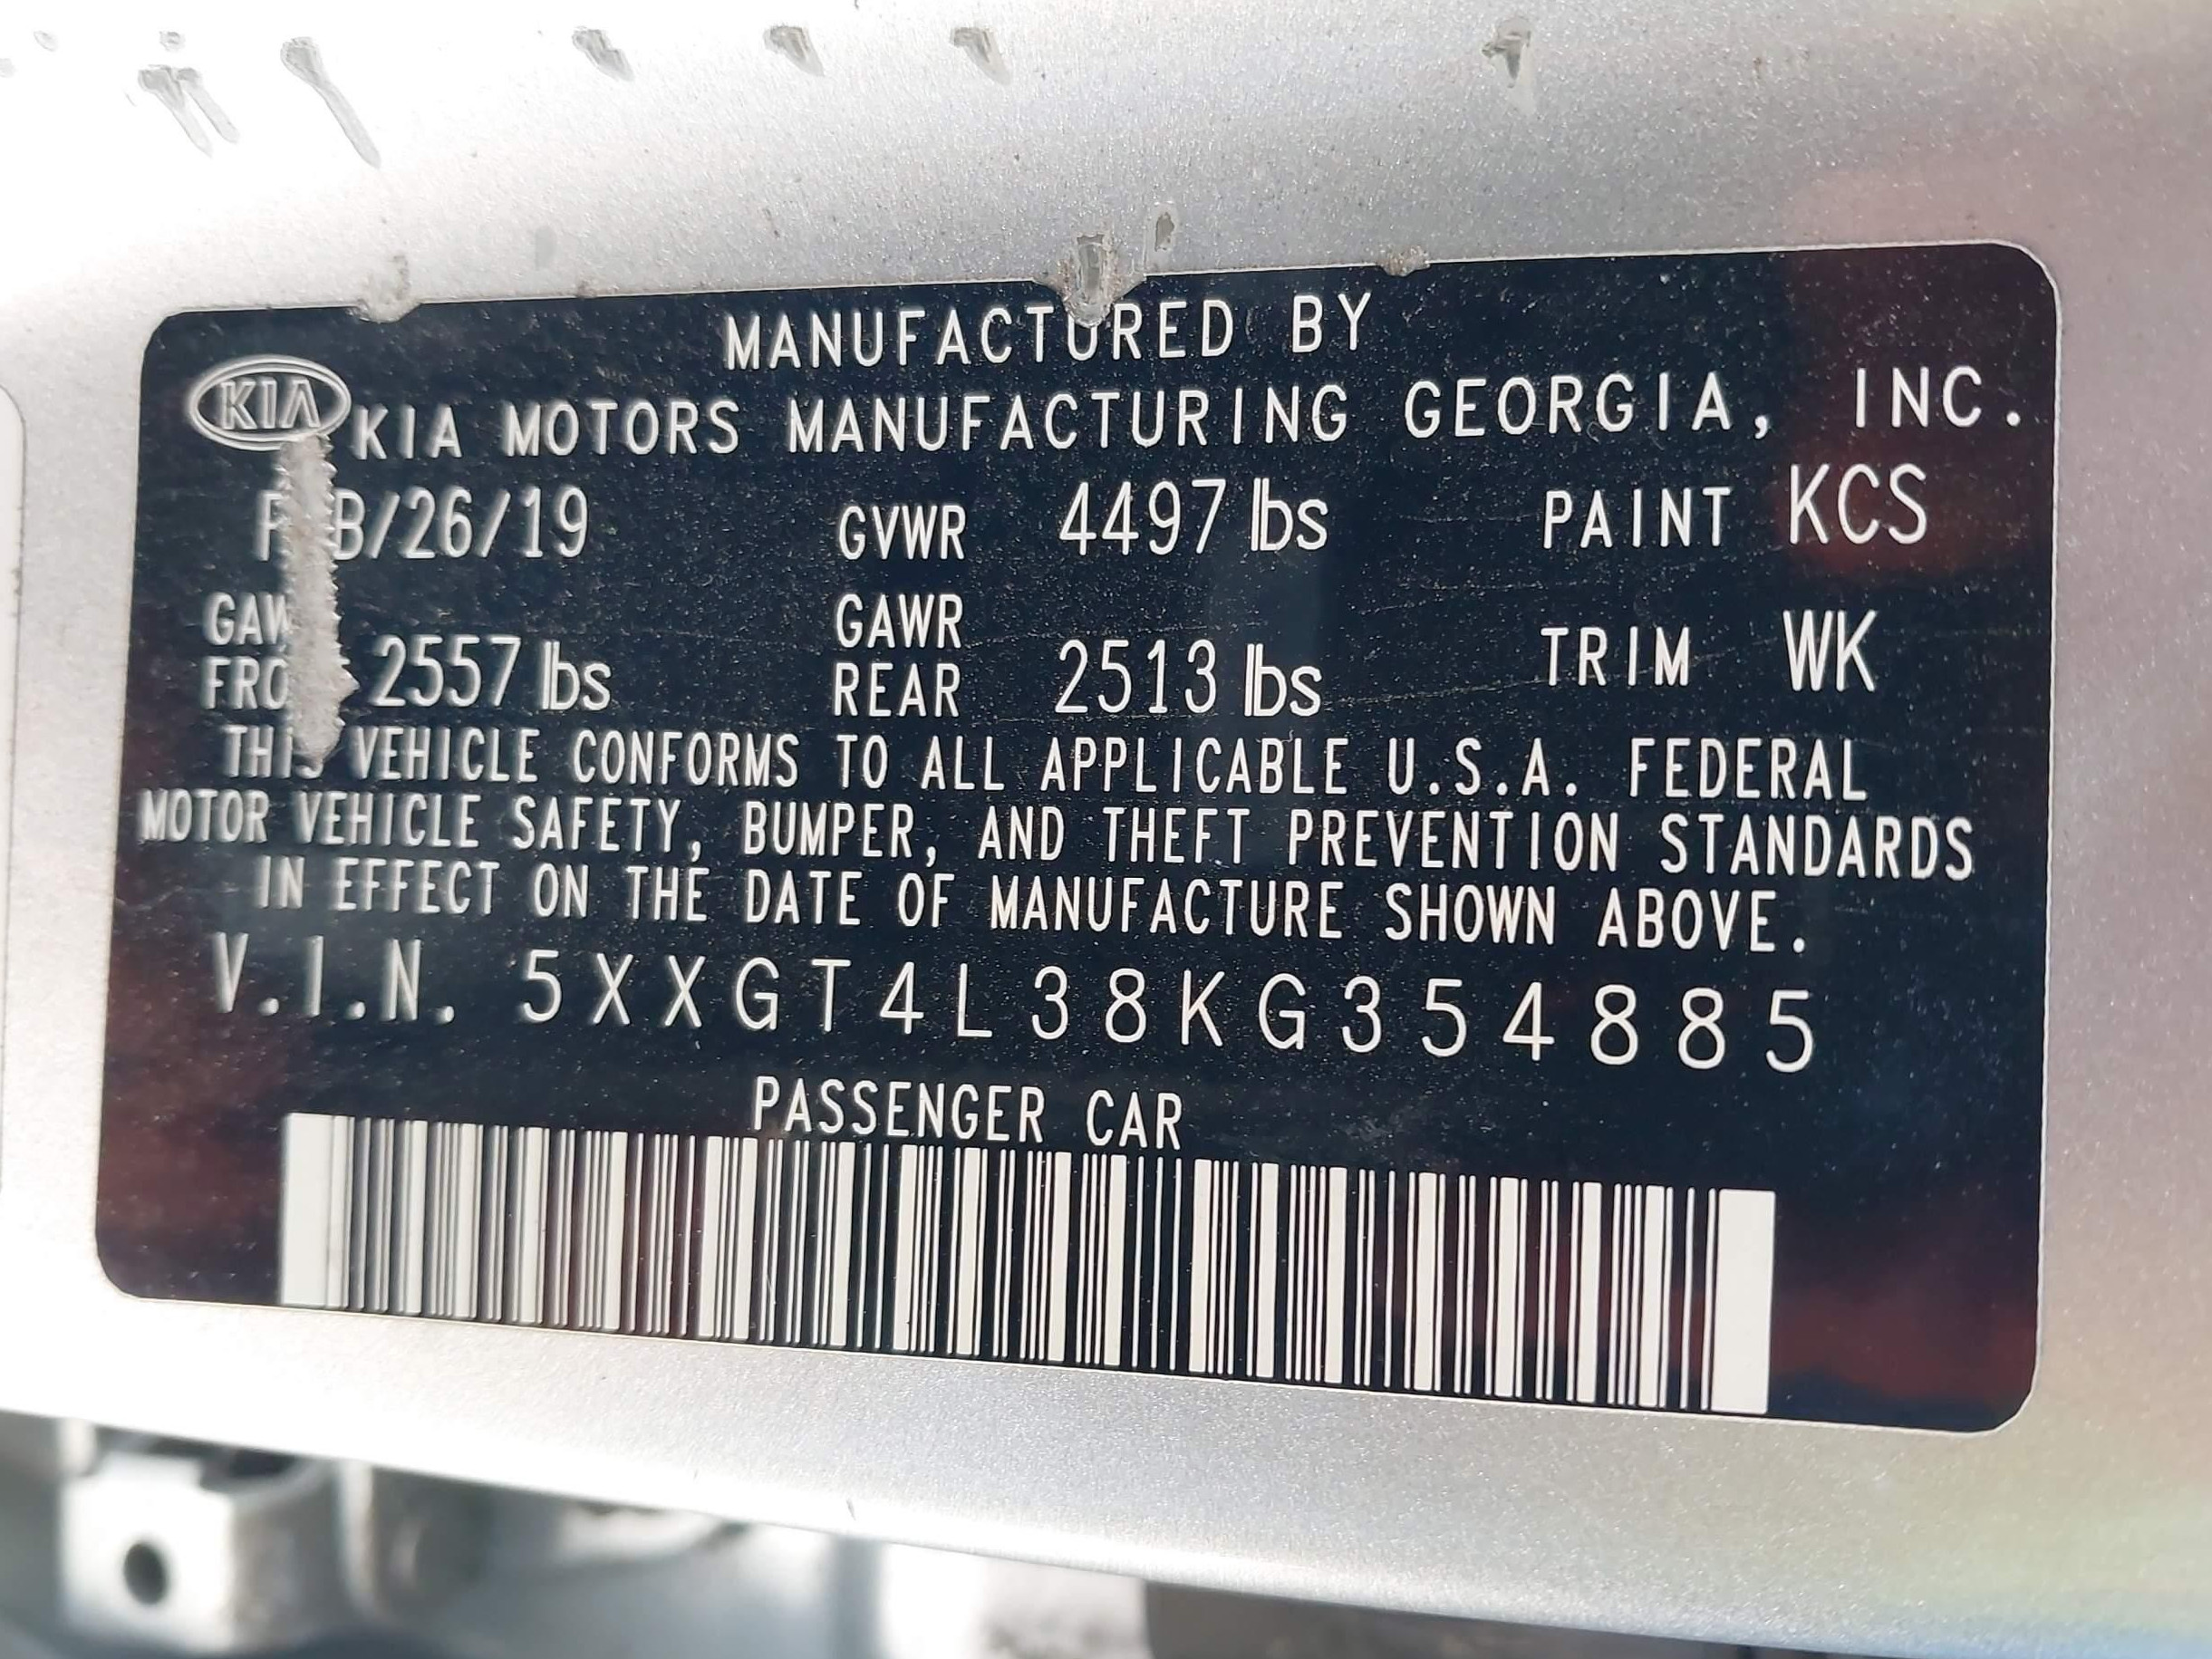 MANUFACTURED BY
KIA KIA MOTORS MANUFACTURING GEORGIA, INC.
/26/19 GVWR 4497 lbs PAINT KCS
GAWR
2557 lbs REAR 2513 lbs TRIM WK
THIS VEHICLE CONFORMS TO ALL APPLICABLE U.S.A. FEDERAL
MOTOR VEHICLE SAFETY, BUMPER, AND THEFT PREVENTION STANDARDS
IN EFFECT ON THE DATE OF MANUFACTURE SHOWN ABOVE.
V.I.N. 5XXGT4L38KG354885
PASSENGER CAR